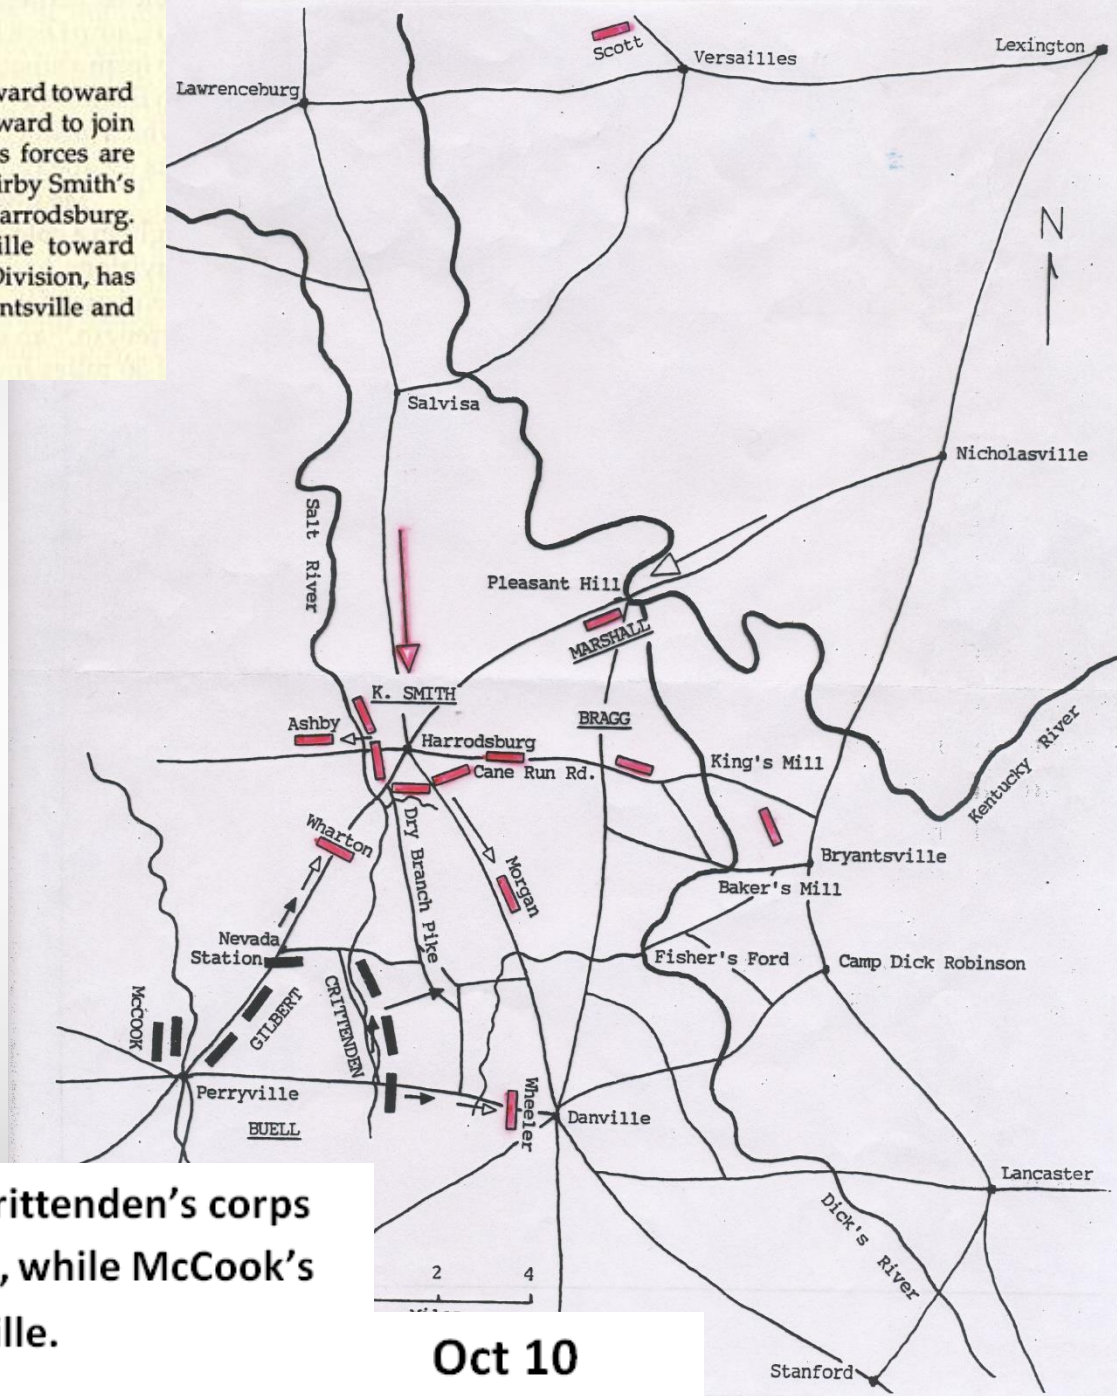 ward toward
ward to join
s forces are
irby Smith's
arrodsburg.
ille toward
Division, has
ntsville and
Scott
Versailles
Lexington
Lawrenceburg
N
Salvisa
Nicholasville
Salt River
Pleasant Hill
MARSHALL
K. SMITH
BRAGG
Ashby
Harrodsburg
Cane Run Rd.
King's Mill
Kentucky River
Wharton
Dry Branch Pike
Morgan
Bryantsville
Baker's Mill
Nevada
Station
Fisher's Ford
Camp Dick Robinson
McCOOK
GILBERT
CRITTENDEN
Perryville
BUELL
Wheeler
Danville
Lancaster
Dick's River
rittenden's corps
, while McCook's
ille.
2 4
Oct 10
Stanford